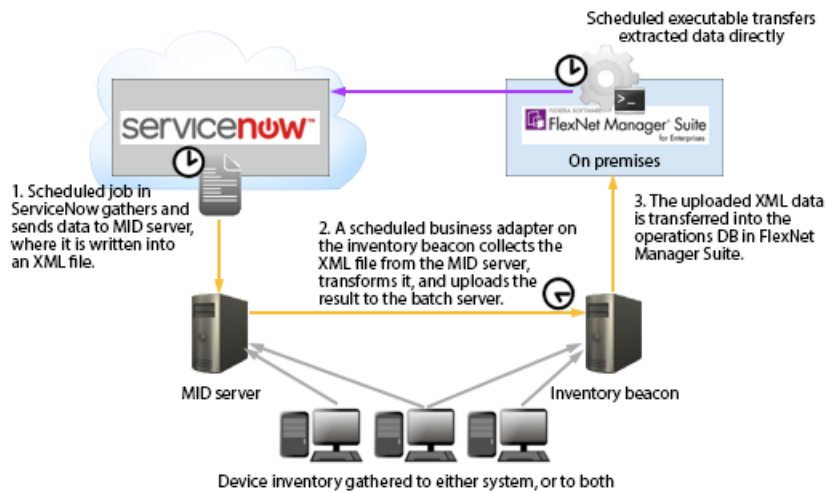 Scheduled executable transfers
extracted data directly
servicenow™
>_
FLEXERA SOFTWARE
FlexNet Manager® Suite
for Enterprises
On premises
1. Scheduled job in
ServiceNow gathers and
sends data to MID server,
where it is written into
an XML file.
2. A scheduled business adapter on
the inventory beacon collects the
XML file from the MID server,
transforms it, and uploads the
result to the batch server.
3. The uploaded XML data
is transferred into the
operations DB in FlexNet
Manager Suite.
MID server
Inventory beacon
Device inventory gathered to either system, or to both